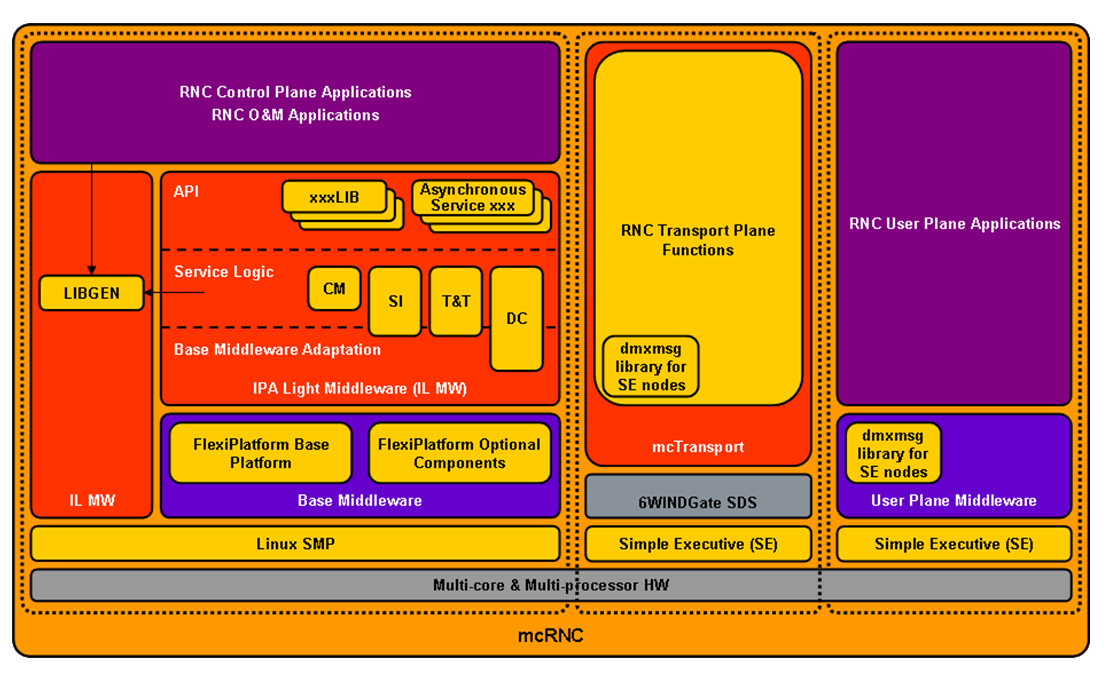 RNC Control Plane Applications
RNC O&M Applications
API
xxxLIB
Asynchronous
Service xxx
Service Logic
LIBGEN
CM
SI
T&T
DC
Base Middleware Adaptation
IPA Light Middleware (IL MW)
FlexiPlatform Base
Platform
FlexiPlatform Optional
Components
IL MW
Base Middleware
Linux SMP
RNC Transport Plane
Functions
dmxmsg
library for
SE nodes
mcTransport
6WINDGate SDS
Simple Executive (SE)
RNC User Plane Applications
dmxmsg
library for
SE nodes
User Plane Middleware
Simple Executive (SE)
Multi-core & Multi-processor HW
mcRNC